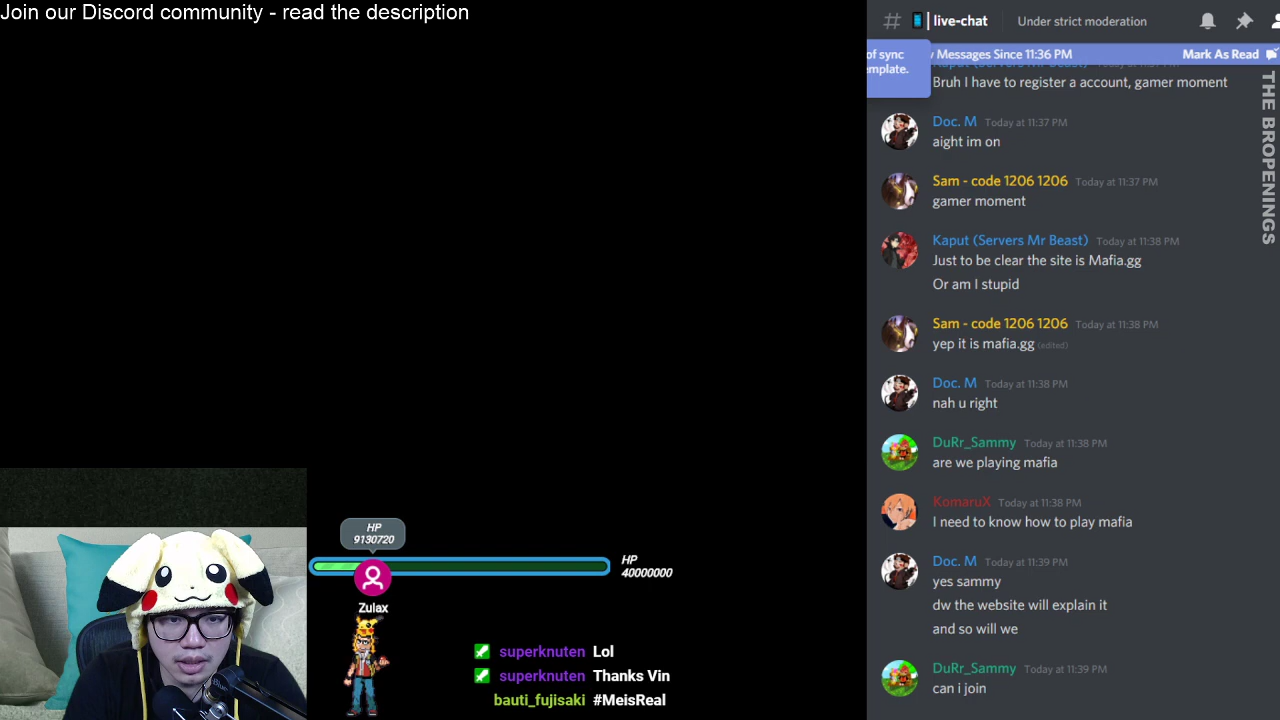 Join our Discord community - read the description
live-chat
Under strict moderation
of sync
emplate.
Messages Since 11:36 PM
Mark As Read
Kaput (Servers Mr Beast)
Bruh I have to register a account, gamer moment
Doc. M Today at 11:37 PM
aight im on
Sam - code 1206 1206 Today at 11:37 PM
gamer moment
Kaput (Servers Mr Beast) Today at 11:38 PM
Just to be clear the site is Mafia.gg
Or am I stupid
Sam - code 1206 1206 Today at 11:38 PM
yep it is mafia.gg (edited)
Doc. M Today at 11:38 PM
nah u right
DuRr_Sammy Today at 11:38 PM
are we playing mafia
KomaruX Today at 11:38 PM
I need to know how to play mafia
Doc. M Today at 11:39 PM
yes sammy
dw the website will explain it
and so will we
DuRr_Sammy Today at 11:39 PM
can i join
THE BROPENINGS
HP
9130720
HP
40000000
Zulax
superknuten Lol
superknuten Thanks Vin
bauti_fujisaki #MeisReal